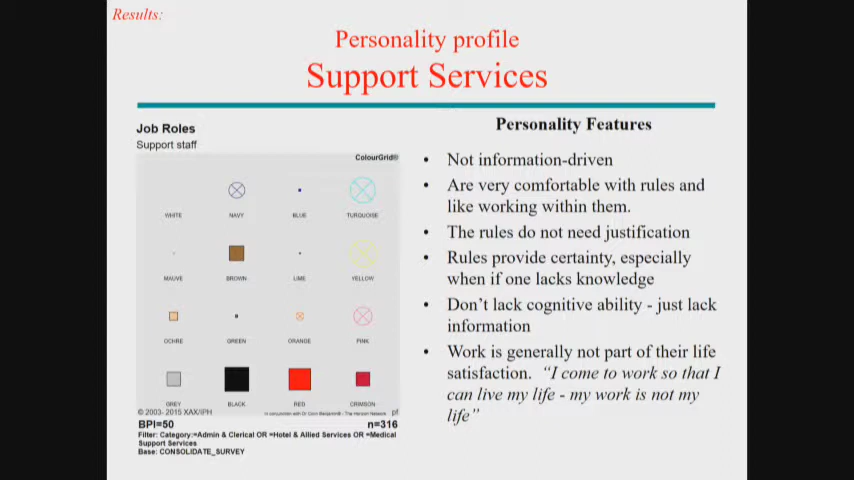 Results:
Personality profile
Support Services
Job Roles
Support staff
ColourGrid®
WHITE NAVY BLUE TURQUOISE
MAUVE BROWN LIME YELLOW
OCHRE GREEN ORANGE PINK
GREY BLACK RED CRIMSON
© 2003- 2015 XAX/IPH
pf
BPI=50 n=316
Filter: Category:=Admin & Clerical OR =Hotel & Allied Services OR =Medical
Support Services
Base: CONSOLIDATE_SURVEY
Personality Features
• Not information-driven
• Are very comfortable with rules and
like working within them.
• The rules do not need justification
• Rules provide certainty, especially
when if one lacks knowledge
• Don't lack cognitive ability - just lack
information
• Work is generally not part of their life
satisfaction. “I come to work so that I
can live my life - my work is not my
life”